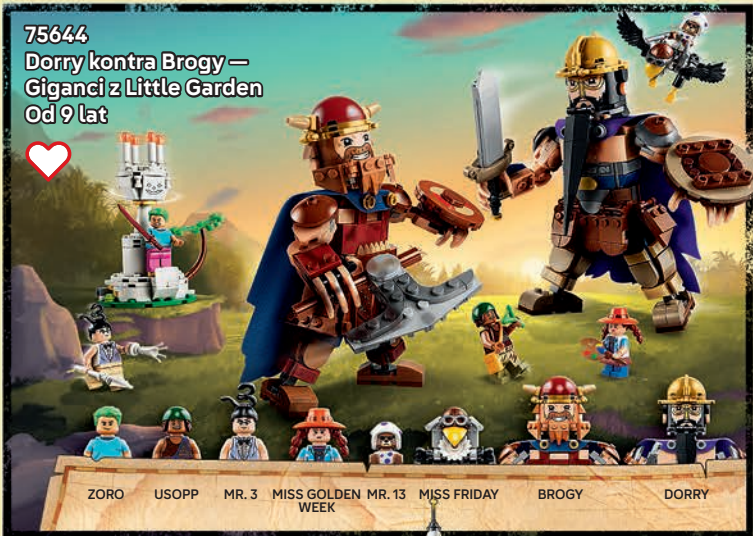 75644
Dorry kontra Brogy —
Giganci z Little Garden
Od 9 lat
ZORO USOPP MR. 3 MISS GOLDEN WEEK MR. 13 MISS FRIDAY BROGY DORRY